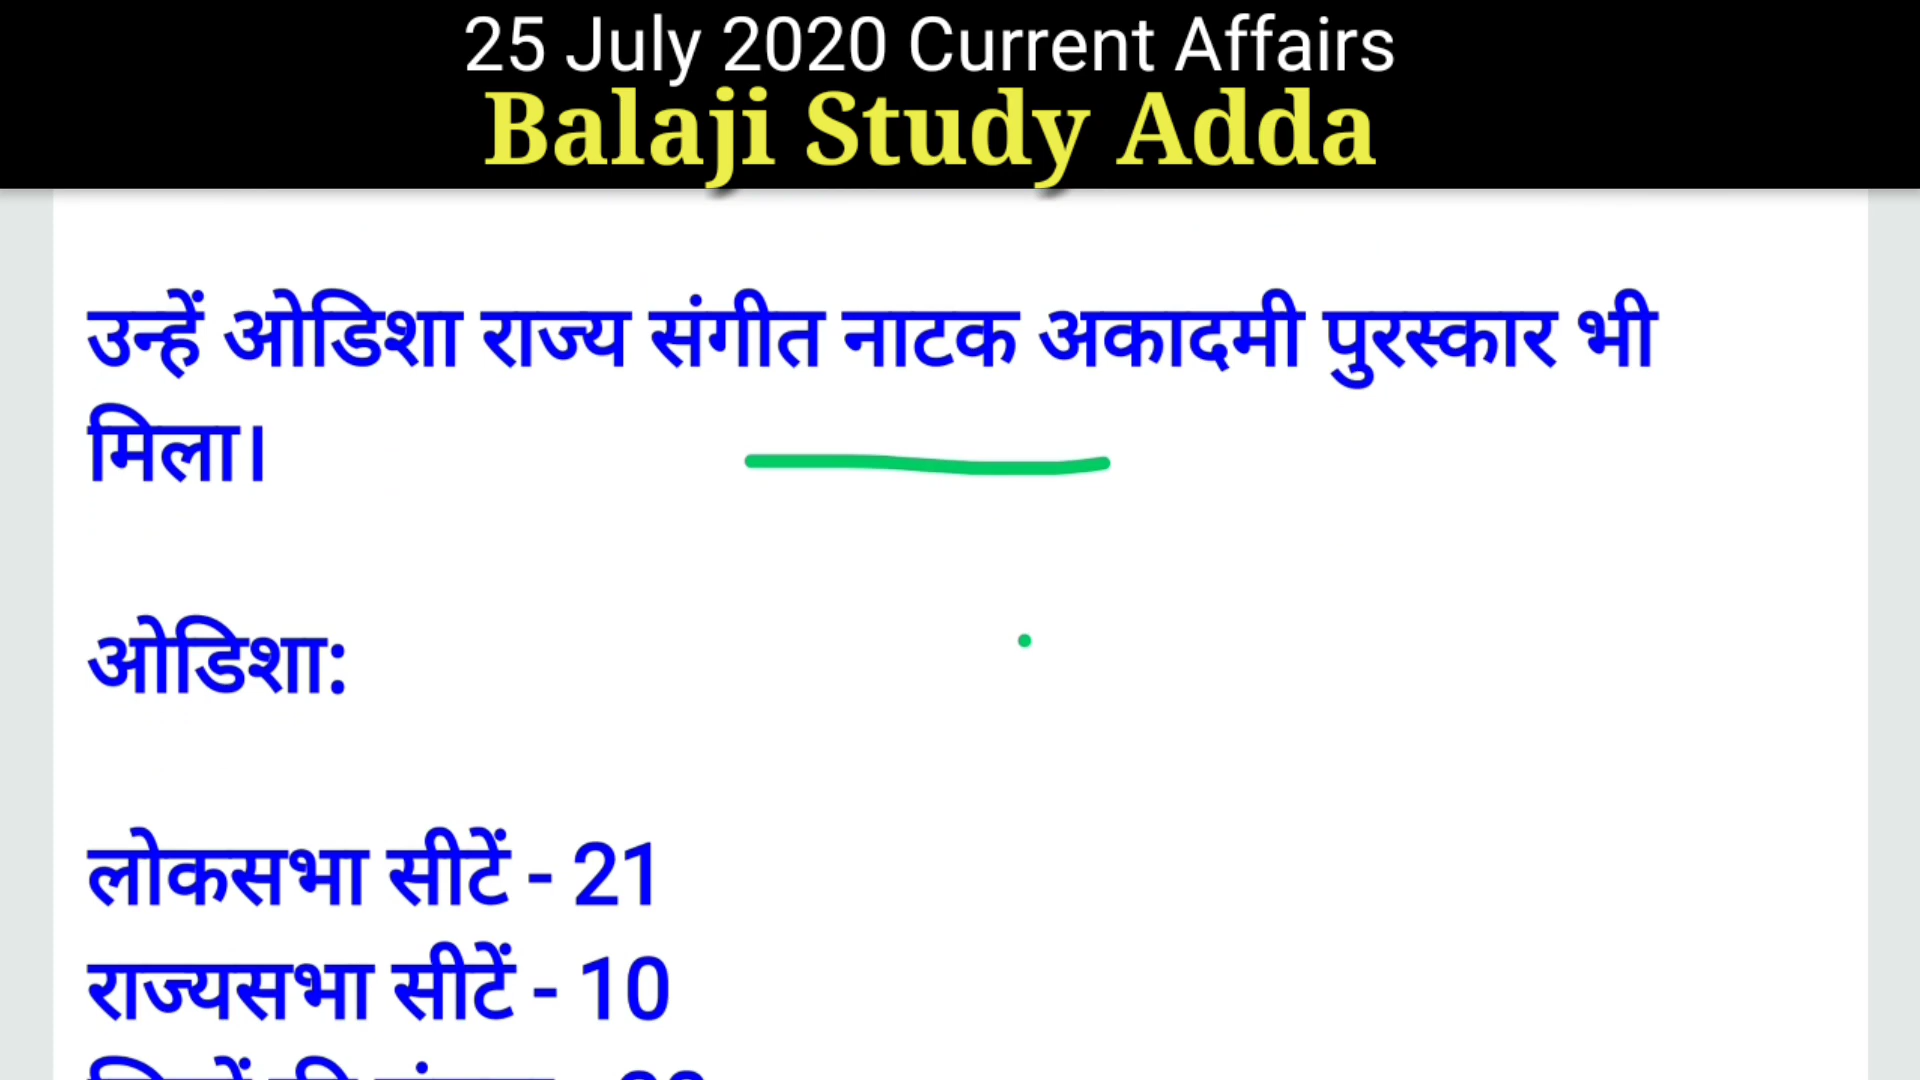 25 July 2020 Current Affairs
Balaji Study Adda
उन्हें ओडिशा राज्य संगीत नाटक अकादमी पुरस्कार भी
मिला।
ओडिशा:
लोकसभा सीटें - 21
राज्यसभा सीटें - 10